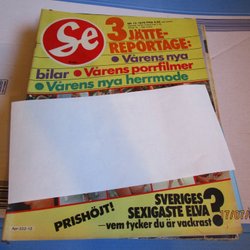 Se
3 JÄTTE-
REPORTAGE:
• Vårens nya
bilar • Vårens porrfilmer
• Vårens nya herrmode
PRISHÖJT!
SVERIGES
SEXIGASTE ELVA?
—vem tycker du är vackrast